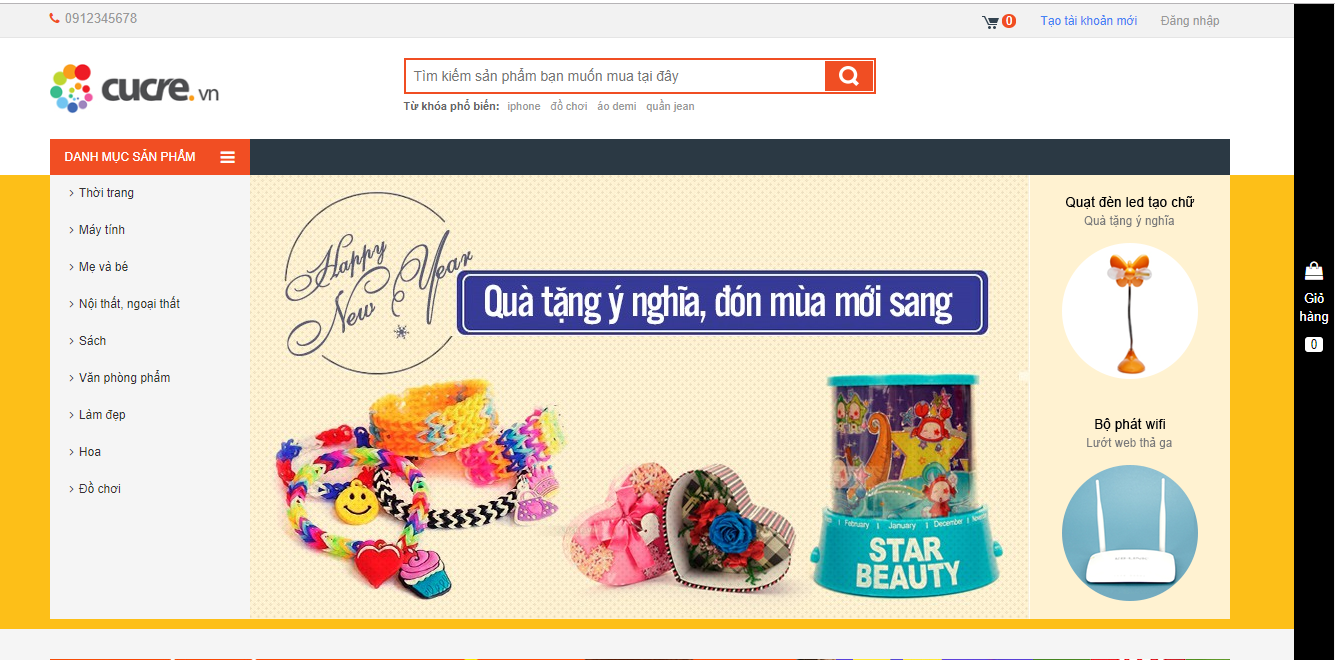 0912345678
0 Tạo tài khoản mới Đăng nhập
cucre.vn
Tìm kiếm sản phẩm bạn muốn mua tại đây
Từ khóa phổ biến: iphone đồ chơi áo demi quần jean
DANH MỤC SẢN PHẨM
Thời trang
Máy tính
Mẹ và bé
Nội thất, ngoại thất
Sách
Văn phòng phẩm
Làm đẹp
Hoa
Đồ chơi
Happy
New Year
Quà tặng ý nghĩa, đón mùa mới sang
February January December
STAR
BEAUTY
Quạt đèn led tạo chữ
Quà tặng ý nghĩa
Bộ phát wifi
Lướt web thả ga
Giỏ
hàng
0